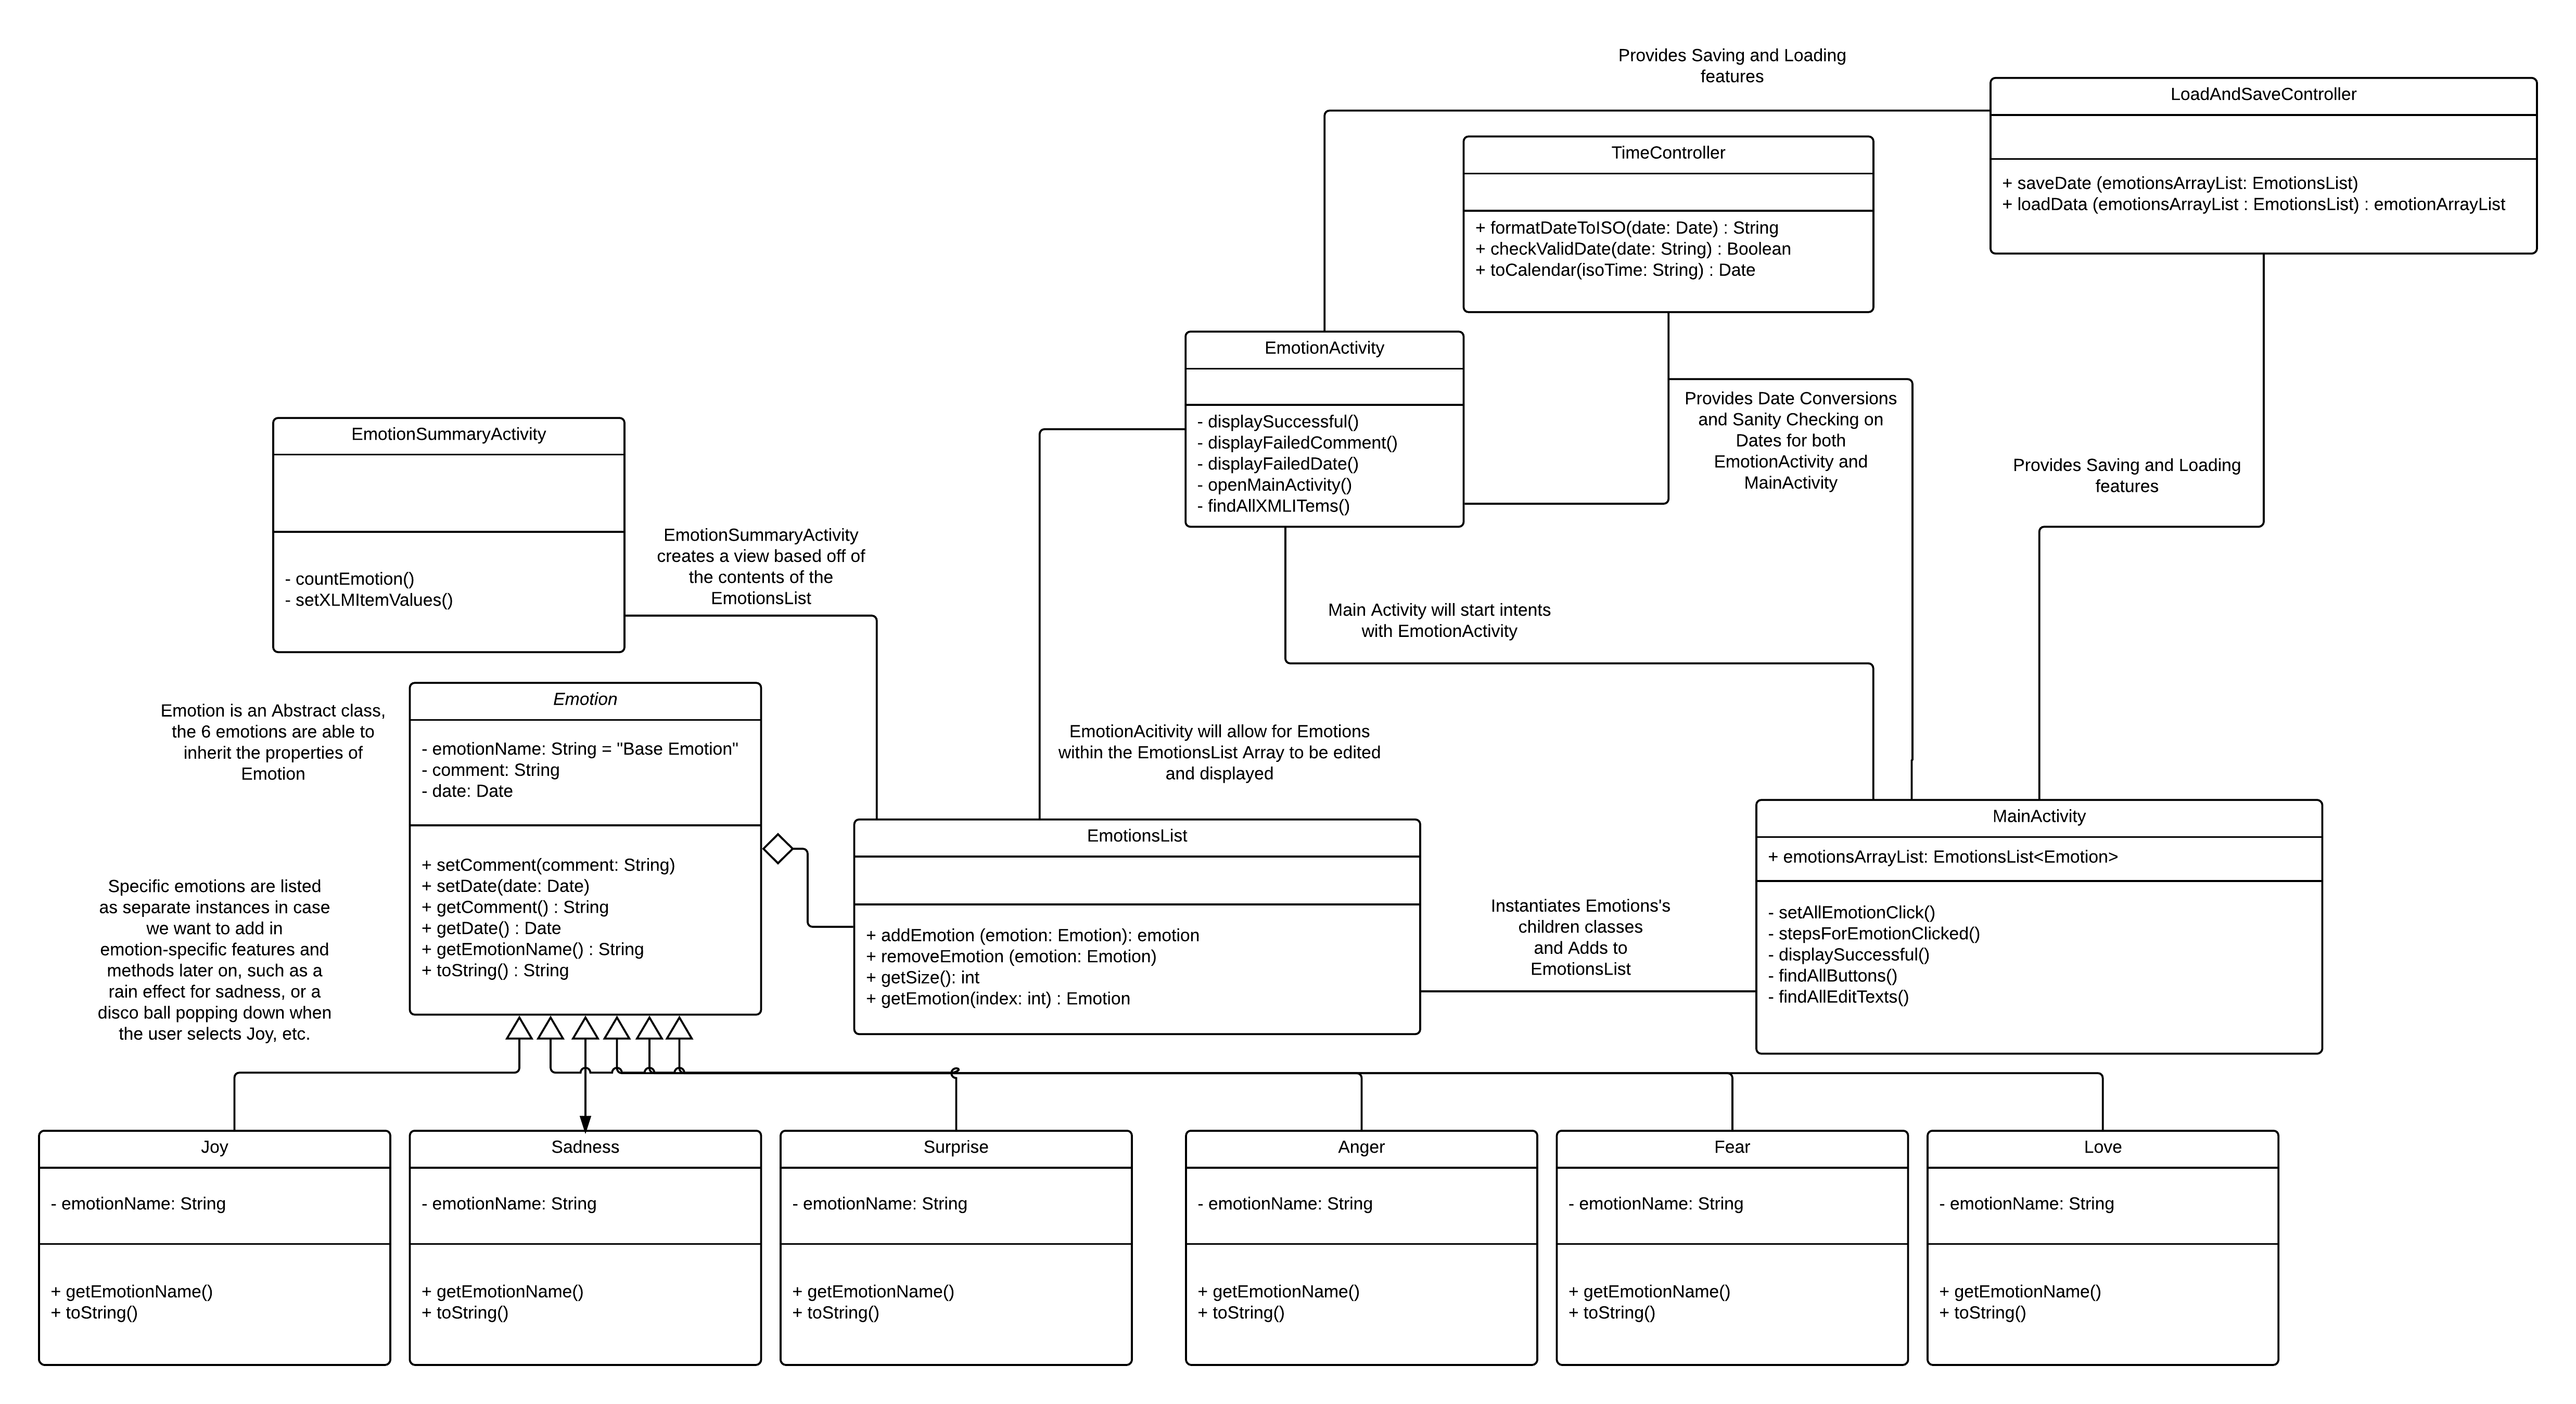 Provides Saving and Loading
features
LoadAndSaveController
+ saveDate (emotionsArrayList: EmotionsList)
+ loadData (emotionsArrayList : EmotionsList) : emotionArrayList
TimeController
+ formatDateToISO(date: Date) : String
+ checkValidDate(date: String) : Boolean
+ toCalendar(isoTime: String) : Date
EmotionActivity
- displaySuccessful()
- displayFailedComment()
- displayFailedDate()
- openMainActivity()
- findAllXMLITems()
Provides Date Conversions
and Sanity Checking on
Dates for both
EmotionActivity and
MainActivity
Provides Saving and Loading
features
EmotionSummaryActivity
- countEmotion()
- setXLMItemValues()
EmotionSummaryActivity
creates a view based off of
the contents of the
EmotionsList
Main Activity will start intents
with EmotionActivity
Emotion is an Abstract class,
the 6 emotions are able to
inherit the properties of
Emotion
Emotion
- emotionName: String = "Base Emotion"
- comment: String
- date: Date
+ setComment(comment: String)
+ setDate(date: Date)
+ getComment() : String
+ getDate() : Date
+ getEmotionName() : String
+ toString() : String
EmotionAcitivity will allow for Emotions
within the EmotionsList Array to be edited
and displayed
Specific emotions are listed
as separate instances in case
we want to add in
emotion-specific features and
methods later on, such as a
rain effect for sadness, or a
disco ball popping down when
the user selects Joy, etc.
EmotionsList
+ addEmotion (emotion: Emotion): emotion
+ removeEmotion (emotion: Emotion)
+ getSize(): int
+ getEmotion(index: int) : Emotion
Instantiates Emotions's
children classes
and Adds to
EmotionsList
MainActivity
+ emotionsArrayList: EmotionsList<Emotion>
- setAllEmotionClick()
- stepsForEmotionClicked()
- displaySuccessful()
- findAllButtons()
- findAllEditTexts()
Joy
- emotionName: String
+ getEmotionName()
+ toString()
Sadness
- emotionName: String
+ getEmotionName()
+ toString()
Surprise
- emotionName: String
+ getEmotionName()
+ toString()
Anger
- emotionName: String
+ getEmotionName()
+ toString()
Fear
- emotionName: String
+ getEmotionName()
+ toString()
Love
- emotionName: String
+ getEmotionName()
+ toString()